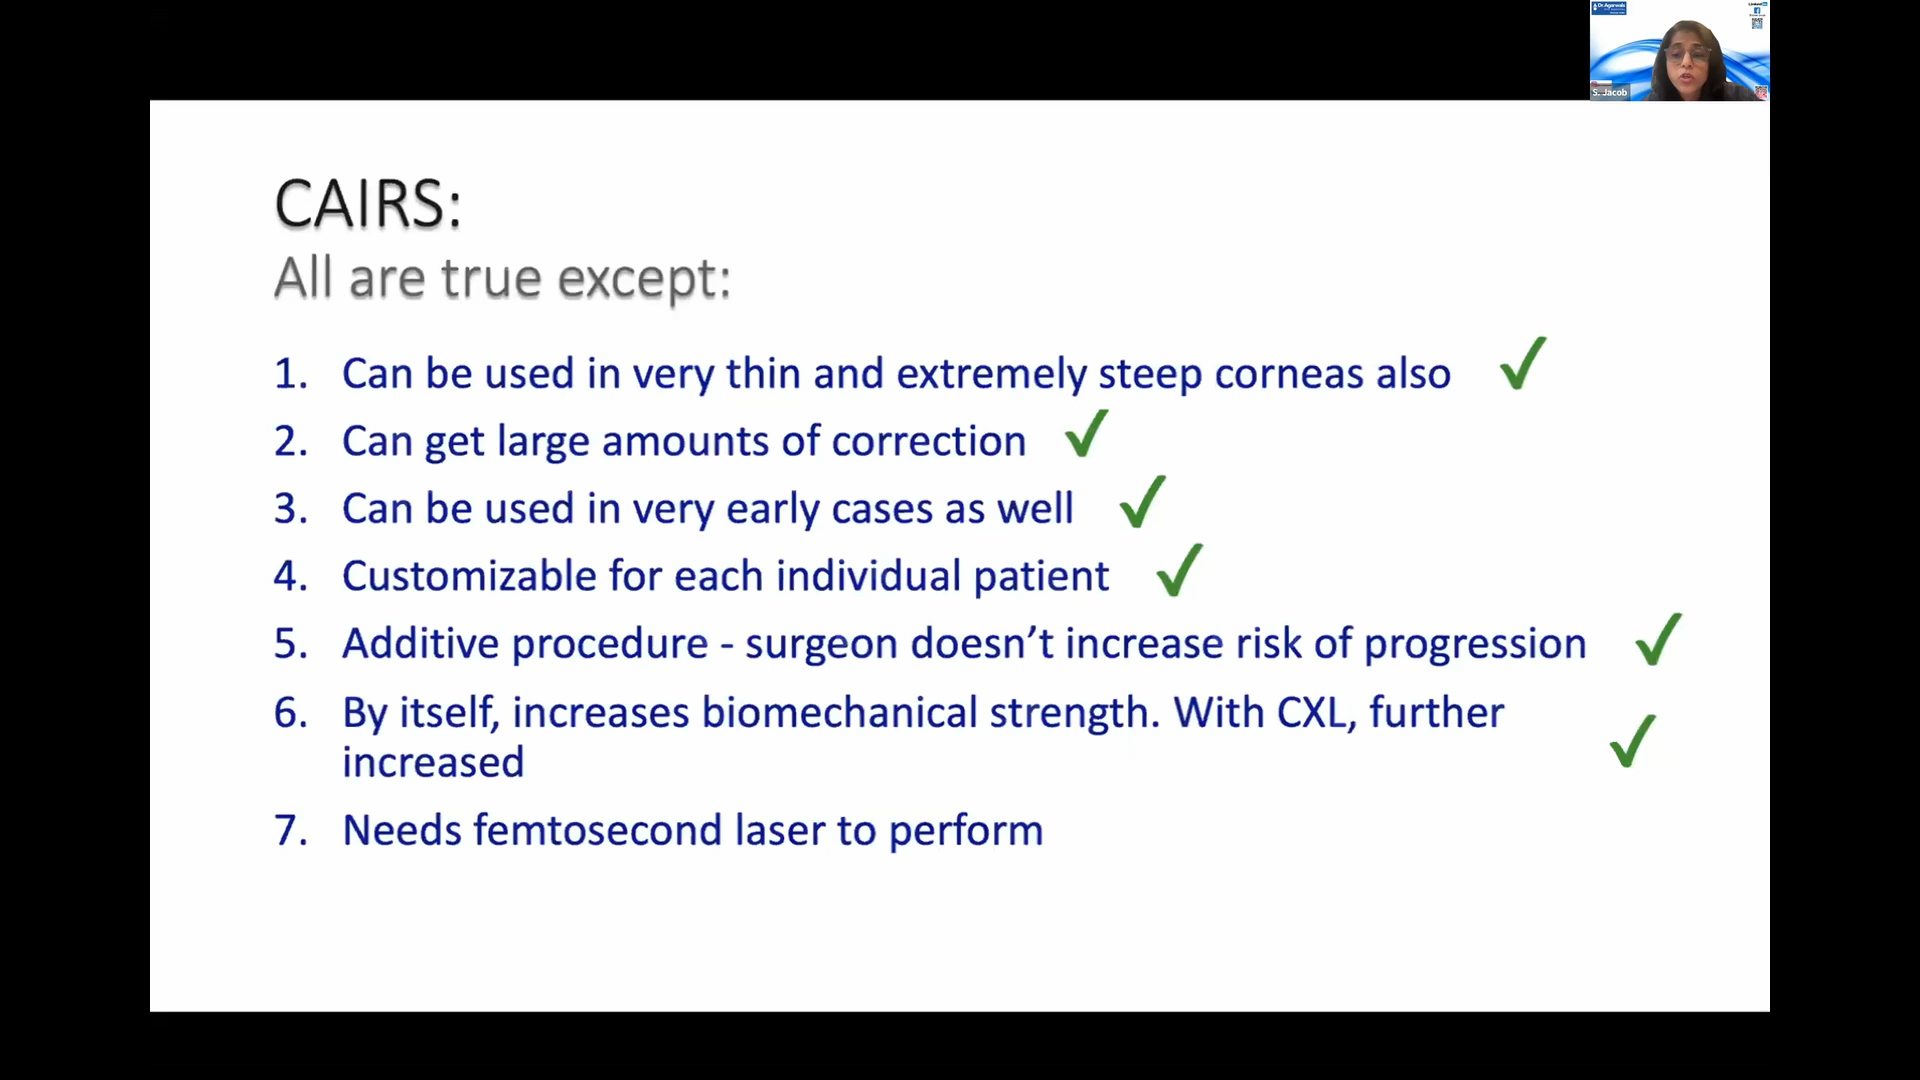 Dr Agarwals
LinkedIn
S. Jacob
CAIRS:
All are true except:
1. Can be used in very thin and extremely steep corneas also ✓
2. Can get large amounts of correction ✓
3. Can be used in very early cases as well ✓
4. Customizable for each individual patient ✓
5. Additive procedure - surgeon doesn't increase risk of progression ✓
6. By itself, increases biomechanical strength. With CXL, further
increased ✓
7. Needs femtosecond laser to perform